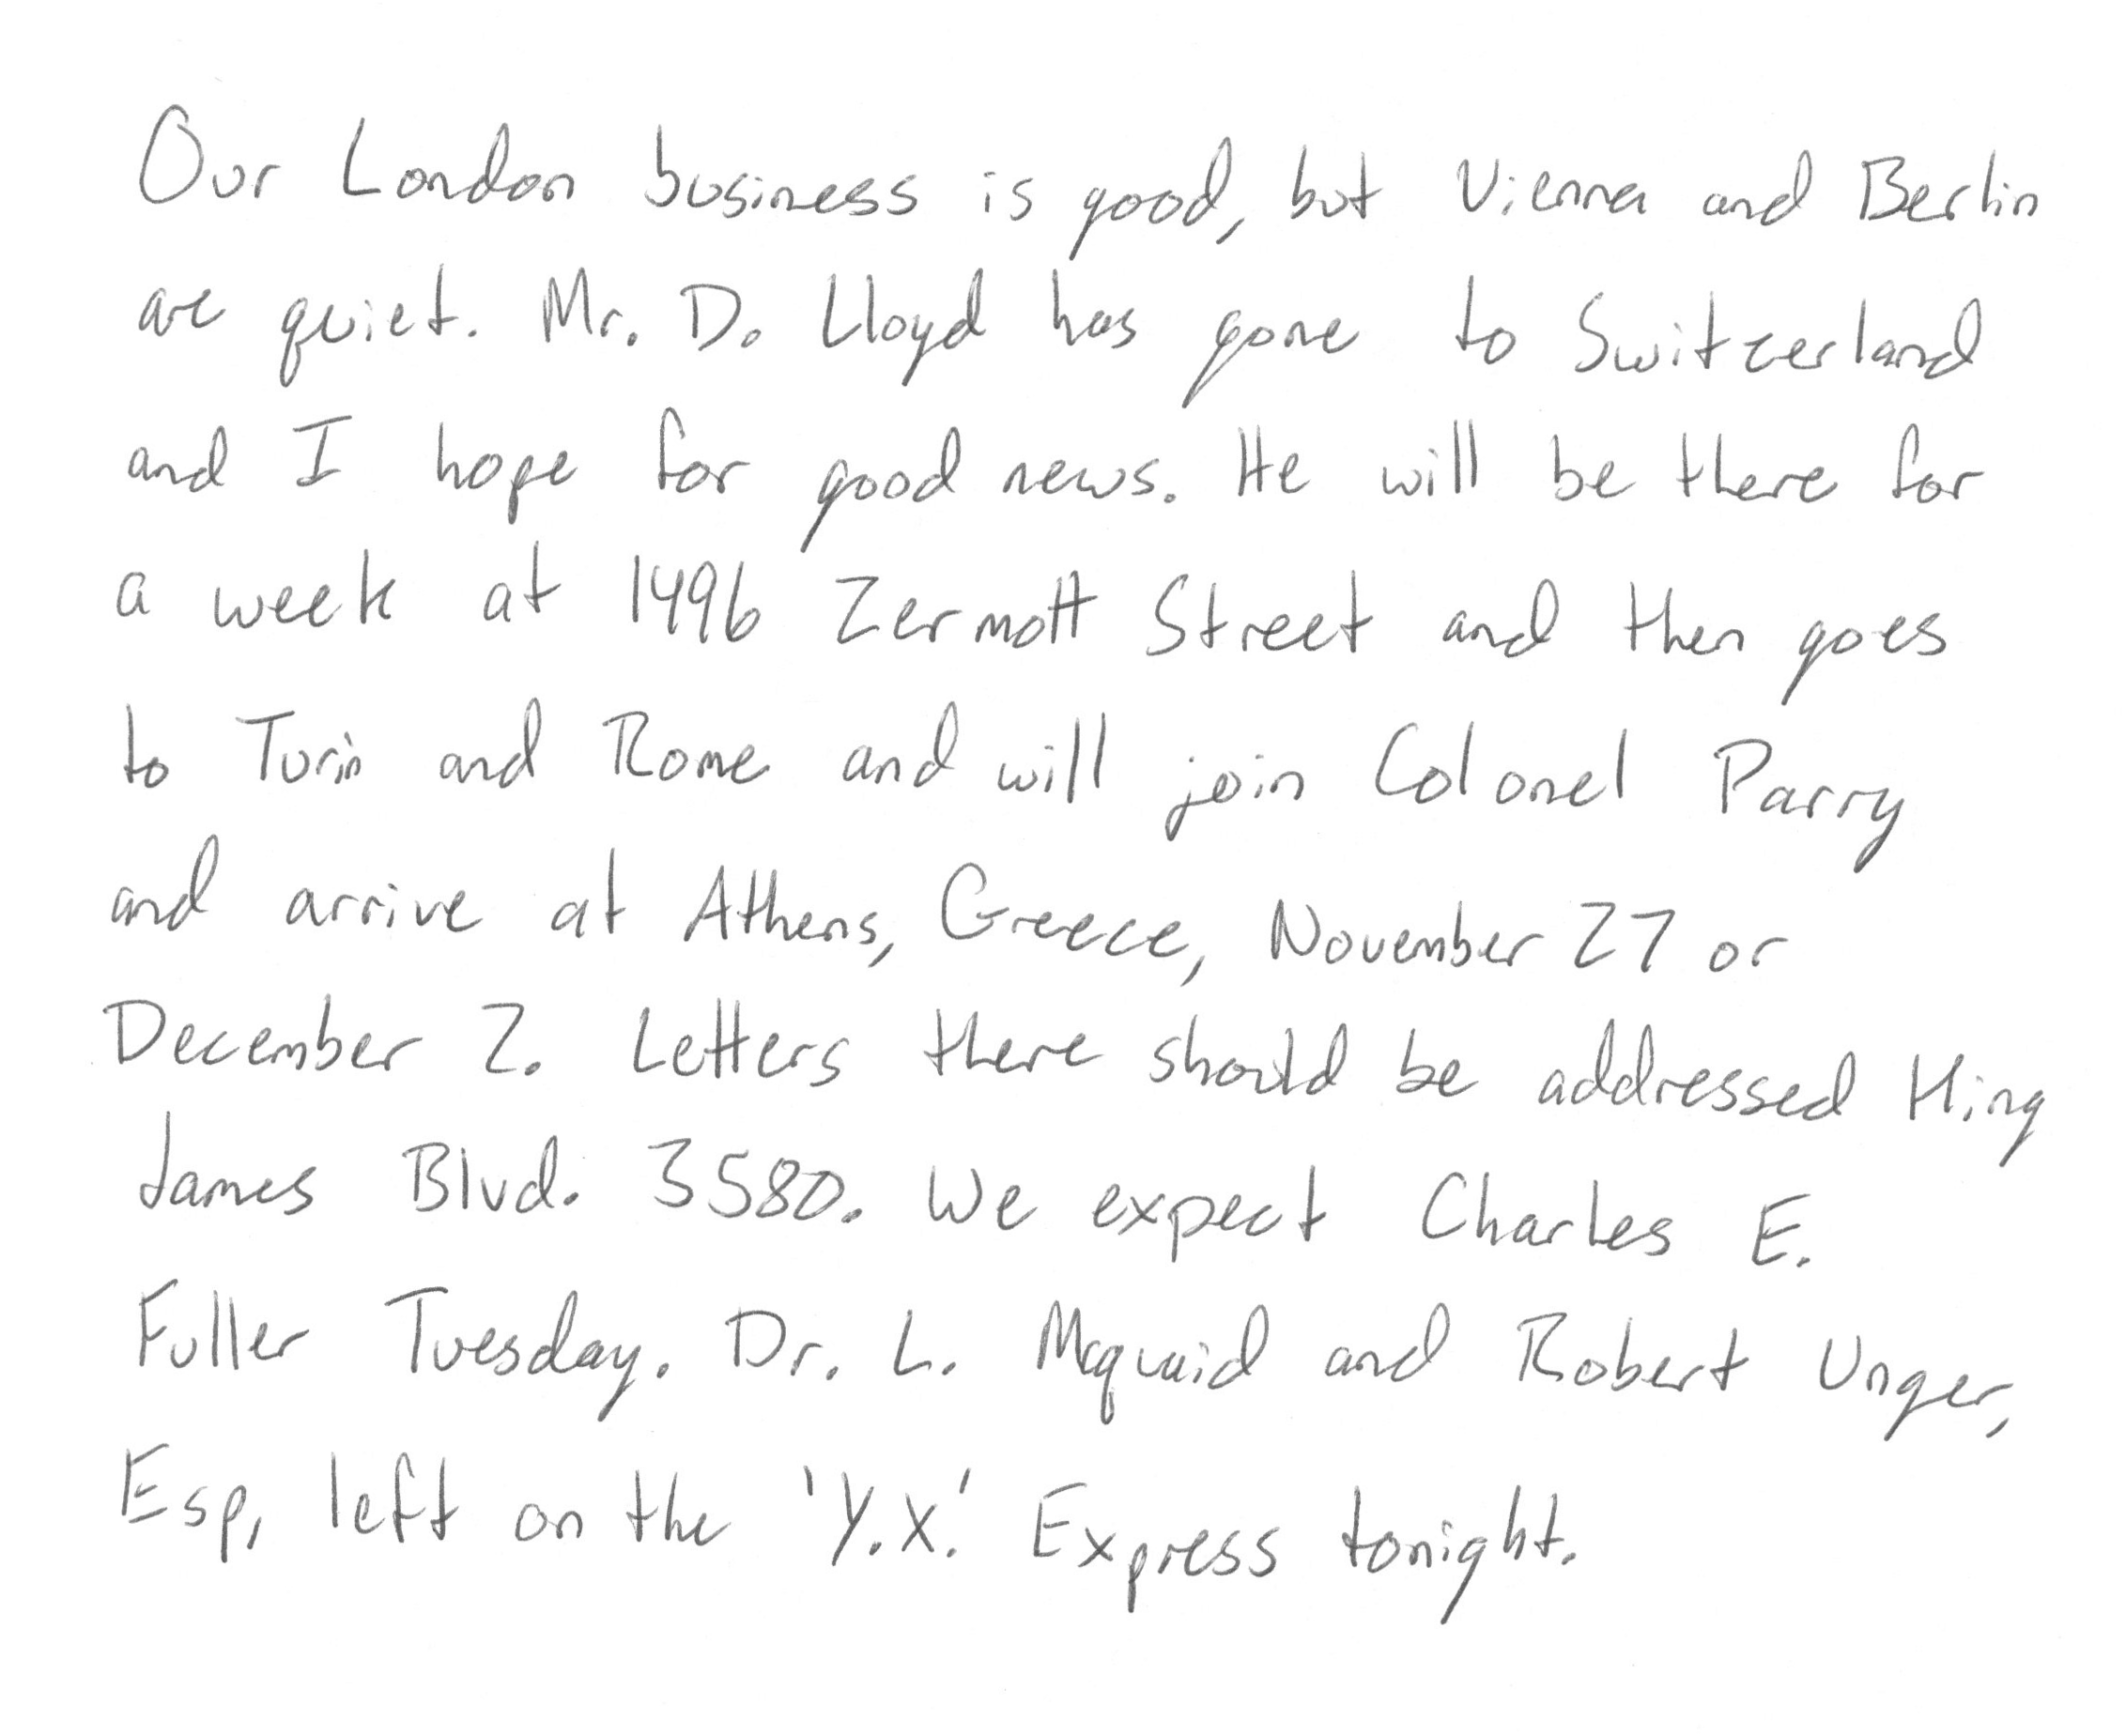 Our London business is good, but Vienna and Berlin
are quiet. Mr. D. Lloyd has gone to Switzerland
and I hope for good news. He will be there for
a week at 1496 Zermott Street and then goes
to Turin and Rome and will join Colonel Parry
and arrive at Athens, Greece, November 27 or
December 2. Letters there should be addressed King
James Blvd. 3580. We expect Charles E.
Fuller Tuesday. Dr. L. Mcquaid and Robert Unger,
Esp, left on the 'Y.X.' Express tonight.